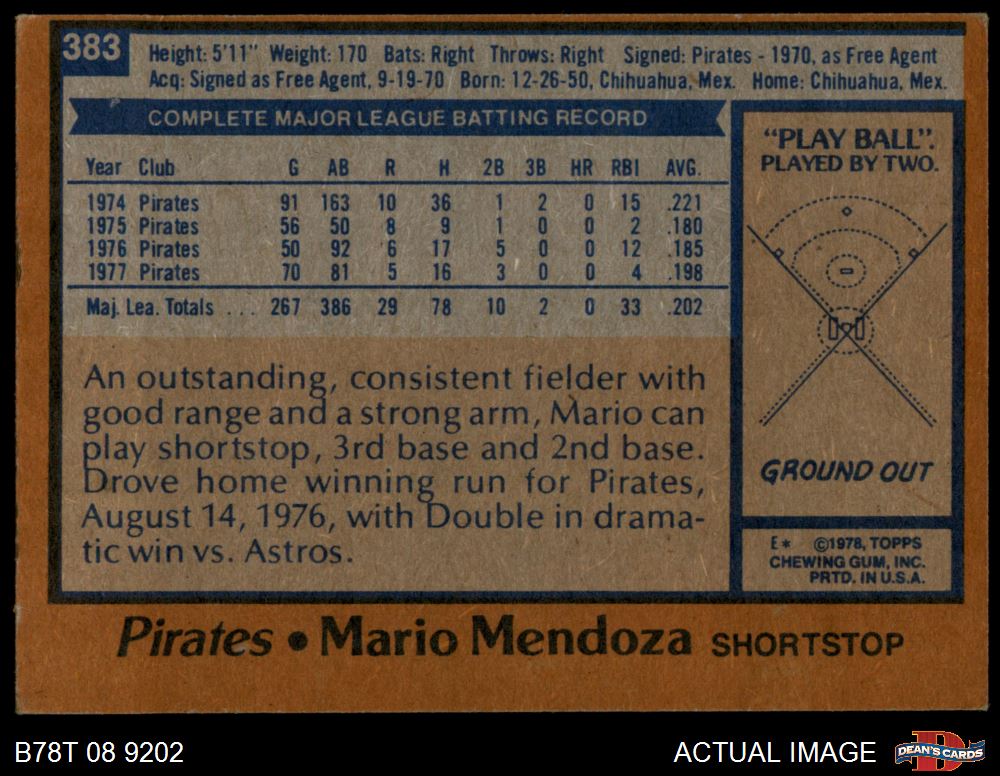 383
Height: 5'11" Weight: 170 Bats: Right Throws: Right Signed: Pirates - 1970, as Free Agent
Acq: Signed as Free Agent, 9-19-70 Born: 12-26-50, Chihuahua, Mex. Home: Chihuahua, Mex.
COMPLETE MAJOR LEAGUE BATTING RECORD
Year Club G AB R H 2B 3B HR RBI AVG.
1974 Pirates 91 163 10 36 1 2 0 15 .221
1975 Pirates 56 50 8 9 1 0 0 2 .180
1976 Pirates 50 92 6 17 5 0 0 12 .185
1977 Pirates 70 81 5 16 3 0 0 4 .198
Maj. Lea. Totals . . . 267 386 29 78 10 2 0 33 .202
An outstanding, consistent fielder with
good range and a strong arm, Mario can
play shortstop, 3rd base and 2nd base.
Drove home winning run for Pirates,
August 14, 1976, with Double in drama-
tic win vs. Astros.
"PLAY BALL".
PLAYED BY TWO.
GROUND OUT
E* ©1978, TOPPS
CHEWING GUM, INC.
PRTD. IN U.S.A.
Pirates • Mario Mendoza SHORTSTOP
B78T 08 9202
ACTUAL IMAGE
DEAN'S CARDS